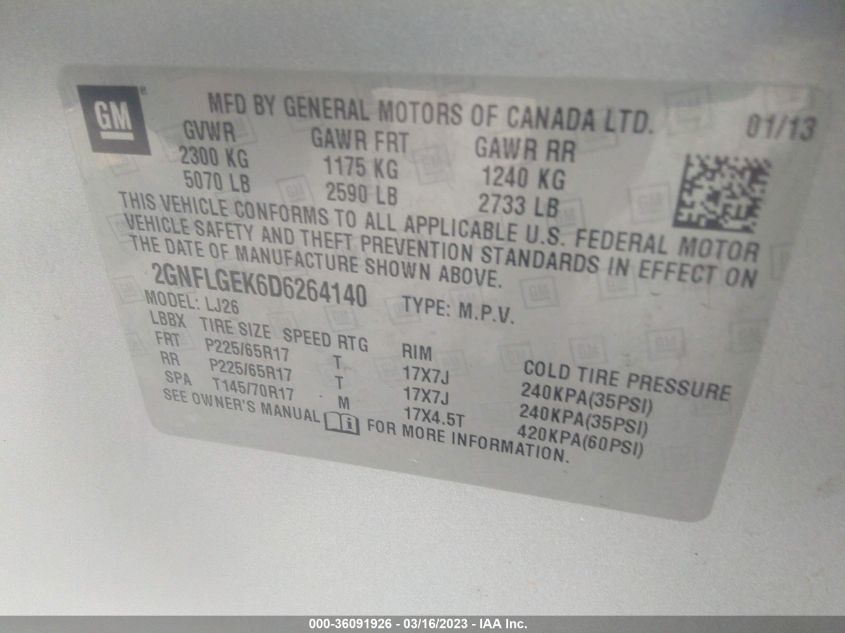 GM
MFD BY GENERAL MOTORS OF CANADA LTD. 01/13
GVWR GAWR FRT GAWR RR
2300 KG 1175 KG 1240 KG
5070 LB 2590 LB 2733 LB
THIS VEHICLE CONFORMS TO ALL APPLICABLE U.S. FEDERAL MOTOR
VEHICLE SAFETY AND THEFT PREVENTION STANDARDS IN EFFECT ON
THE DATE OF MANUFACTURE SHOWN ABOVE.
2GNFLGEK6D6264140 TYPE: M.P.V.
MODEL: LJ26
LBBX TIRE SIZE SPEED RTG RIM COLD TIRE PRESSURE
FRT P225/65R17 T 17X7J 240KPA(35PSI)
RR P225/65R17 T 17X7J 240KPA(35PSI)
SPA T145/70R17 M 17X4.5T 420KPA(60PSI)
SEE OWNER'S MANUAL FOR MORE INFORMATION.
000-36091926 - 03/16/2023 - IAA Inc.